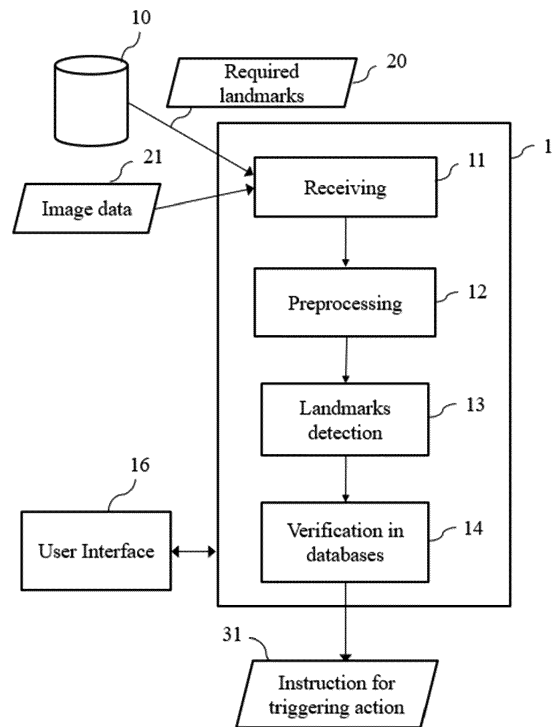 10
Required
landmarks
20
21
Image data
1
11
Receiving
12
Preprocessing
13
Landmarks
detection
16
User Interface
14
Verification in
databases
31
Instruction for
triggering action